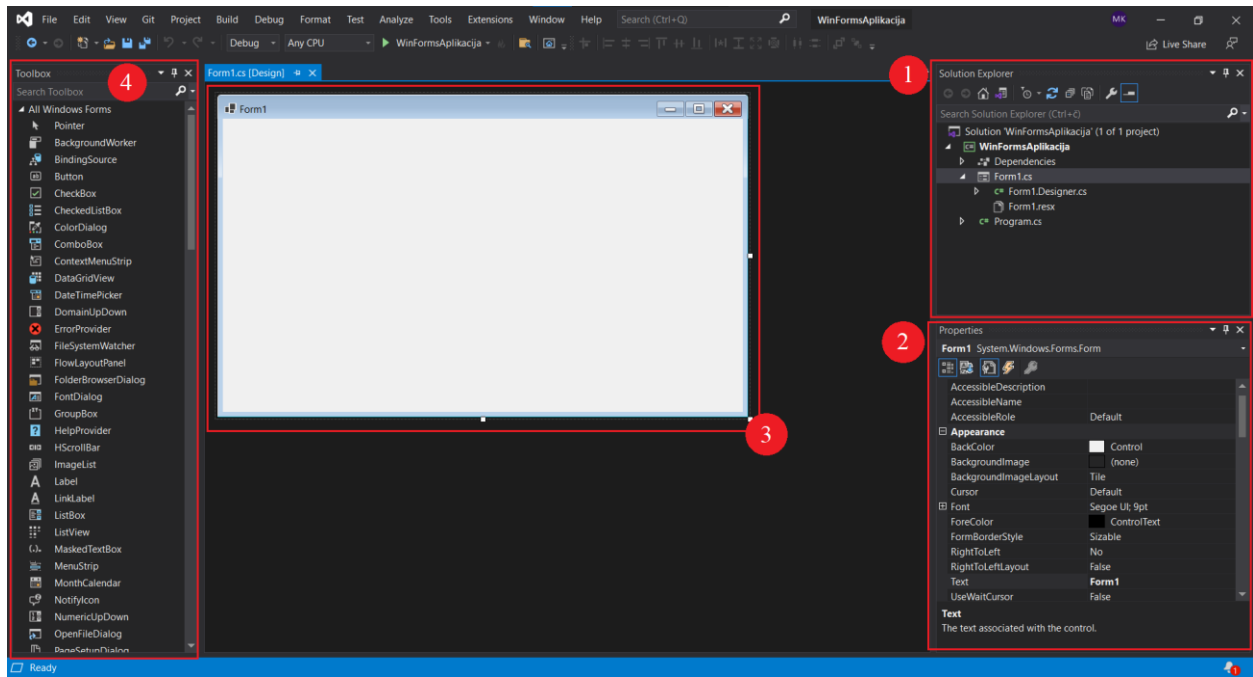 File Edit View Git Project Build Debug Format Test Analyze Tools Extensions Window Help Search (Ctrl+Q) WinFormsAplikacija MK
Debug Any CPU WinFormsAplikacija Live Share
Toolbox
4
Search Toolbox
All Windows Forms
Pointer
BackgroundWorker
BindingSource
Button
CheckBox
CheckedListBox
ColorDialog
ComboBox
ContextMenuStrip
DataGridView
DateTimePicker
DomainUpDown
ErrorProvider
FileSystemWatcher
FlowLayoutPanel
FolderBrowserDialog
FontDialog
GroupBox
HelpProvider
HScrollBar
ImageList
Label
LinkLabel
ListBox
ListView
MaskedTextBox
MenuStrip
MonthCalendar
NotifyIcon
NumericUpDown
OpenFileDialog
PageSetupDialog
Form1.cs [Design]
Form1
3
1
Solution Explorer
Search Solution Explorer (Ctrl+č)
Solution 'WinFormsAplikacija' (1 of 1 project)
WinFormsAplikacija
Dependencies
Form1.cs
Form1.Designer.cs
Form1.resx
Program.cs
2
Properties
Form1 System.Windows.Forms.Form
AccessibleDescription
AccessibleName
AccessibleRole Default
Appearance
BackColor Control
BackgroundImage (none)
BackgroundImageLayout Tile
Cursor Default
Font Segoe UI; 9pt
ForeColor ControlText
FormBorderStyle Sizable
RightToLeft No
RightToLeftLayout False
Text Form1
UseWaitCursor False
Text
The text associated with the control.
Ready 1